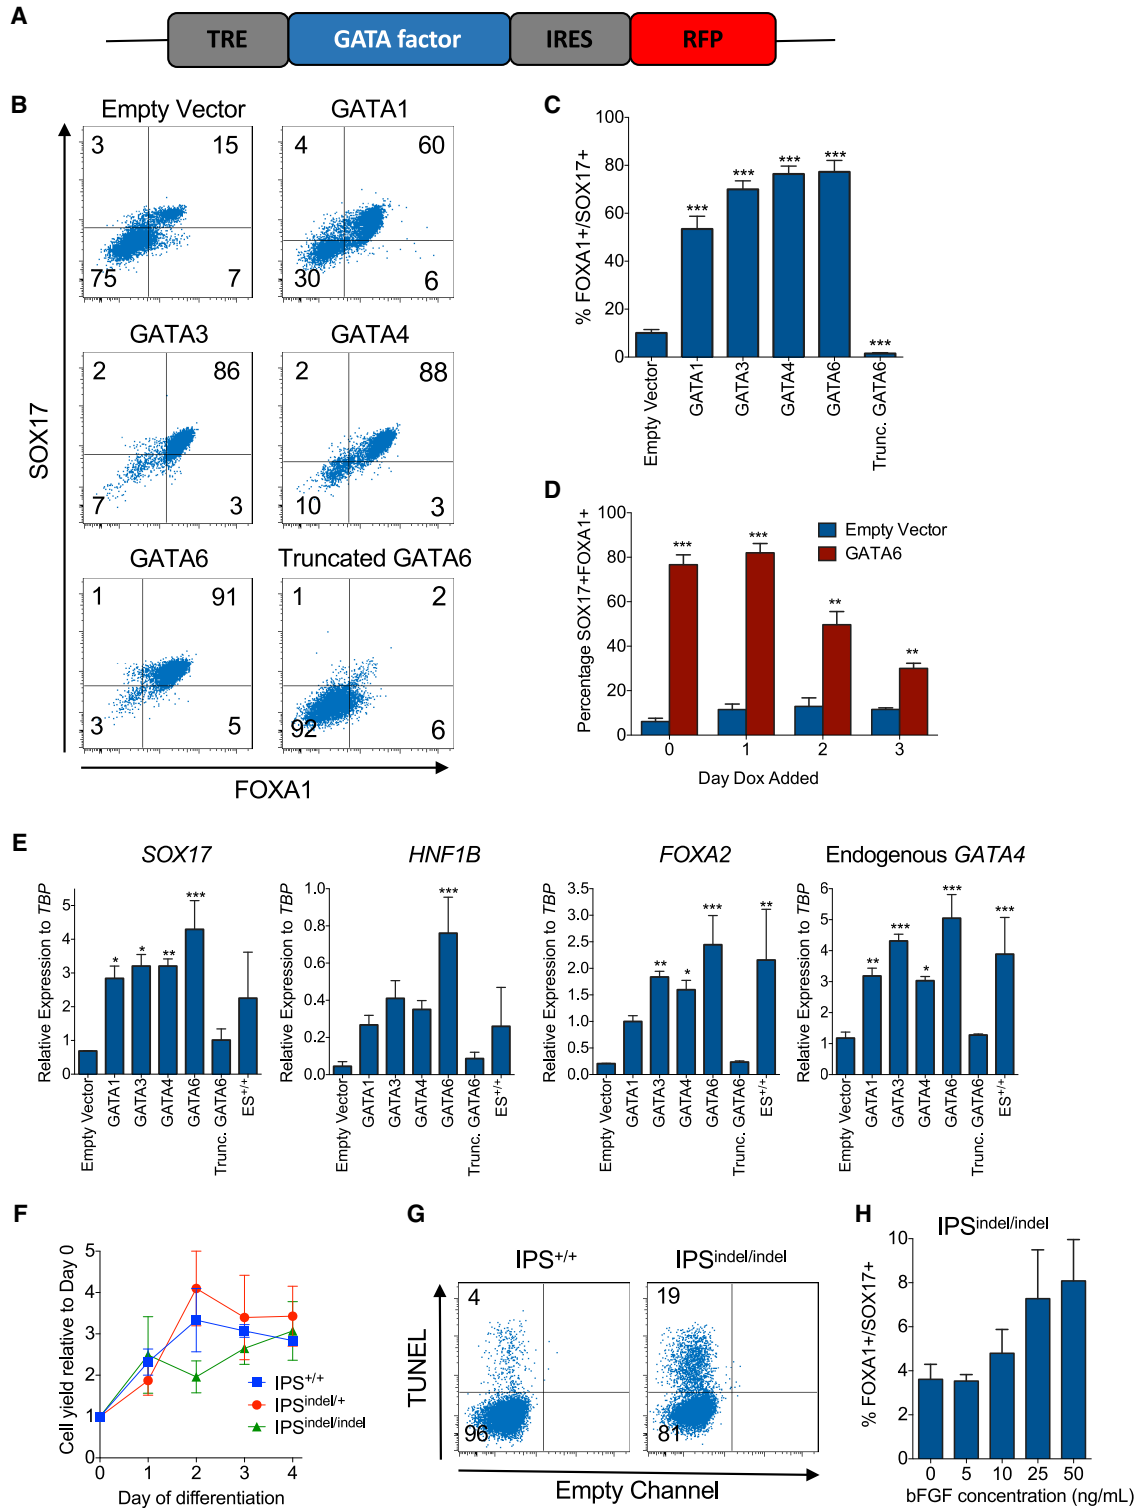 A
TRE GATA factor IRES RFP
B
Empty Vector GATA1
3 15 4 60
75 7 30 6
GATA3 GATA4
2 86 2 88
7 3 10 3
GATA6 Truncated GATA6
1 91 1 2
3 5 92 6
SOX17
FOXA1
C
% FOXA1+/SOX17+
100
80
60
40
20
0
*** *** *** *** ***
Empty Vector GATA1 GATA3 GATA4 GATA6 Trunc. GATA6
D
Percentage SOX17+FOXA1+
100
80
60
40
20
0
*** *** ** **
Empty Vector
GATA6
0 1 2 3
Day Dox Added
E
SOX17
Relative Expression to TBP
5
4
3
2
1
0
* * ** ***
Empty Vector GATA1 GATA3 GATA4 GATA6 Trunc. GATA6 ES+/+
HNF1B
Relative Expression to TBP
1.0
0.8
0.6
0.4
0.2
0.0
***
Empty Vector GATA1 GATA3 GATA4 GATA6 Trunc. GATA6 ES+/+
FOXA2
Relative Expression to TBP
3.5
3.0
2.5
2.0
1.5
1.0
0.5
0.0
** * *** **
Empty Vector GATA1 GATA3 GATA4 GATA6 Trunc. GATA6 ES+/+
Endogenous GATA4
Relative Expression to TBP
6
5
4
3
2
1
0
** *** * *** ***
Empty Vector GATA1 GATA3 GATA4 GATA6 Trunc. GATA6 ES+/+
F
Cell yield relative to Day 0
5
4
3
2
1
0
IPS+/+
IPSindel/+
IPSindel/indel
0 1 2 3 4
Day of differentiation
G
IPS+/+ IPSindel/indel
4 19
96 81
TUNEL
Empty Channel
H
IPSindel/indel
% FOXA1+/SOX17+
10
8
6
4
2
0
0 5 10 25 50
bFGF concentration (ng/mL)